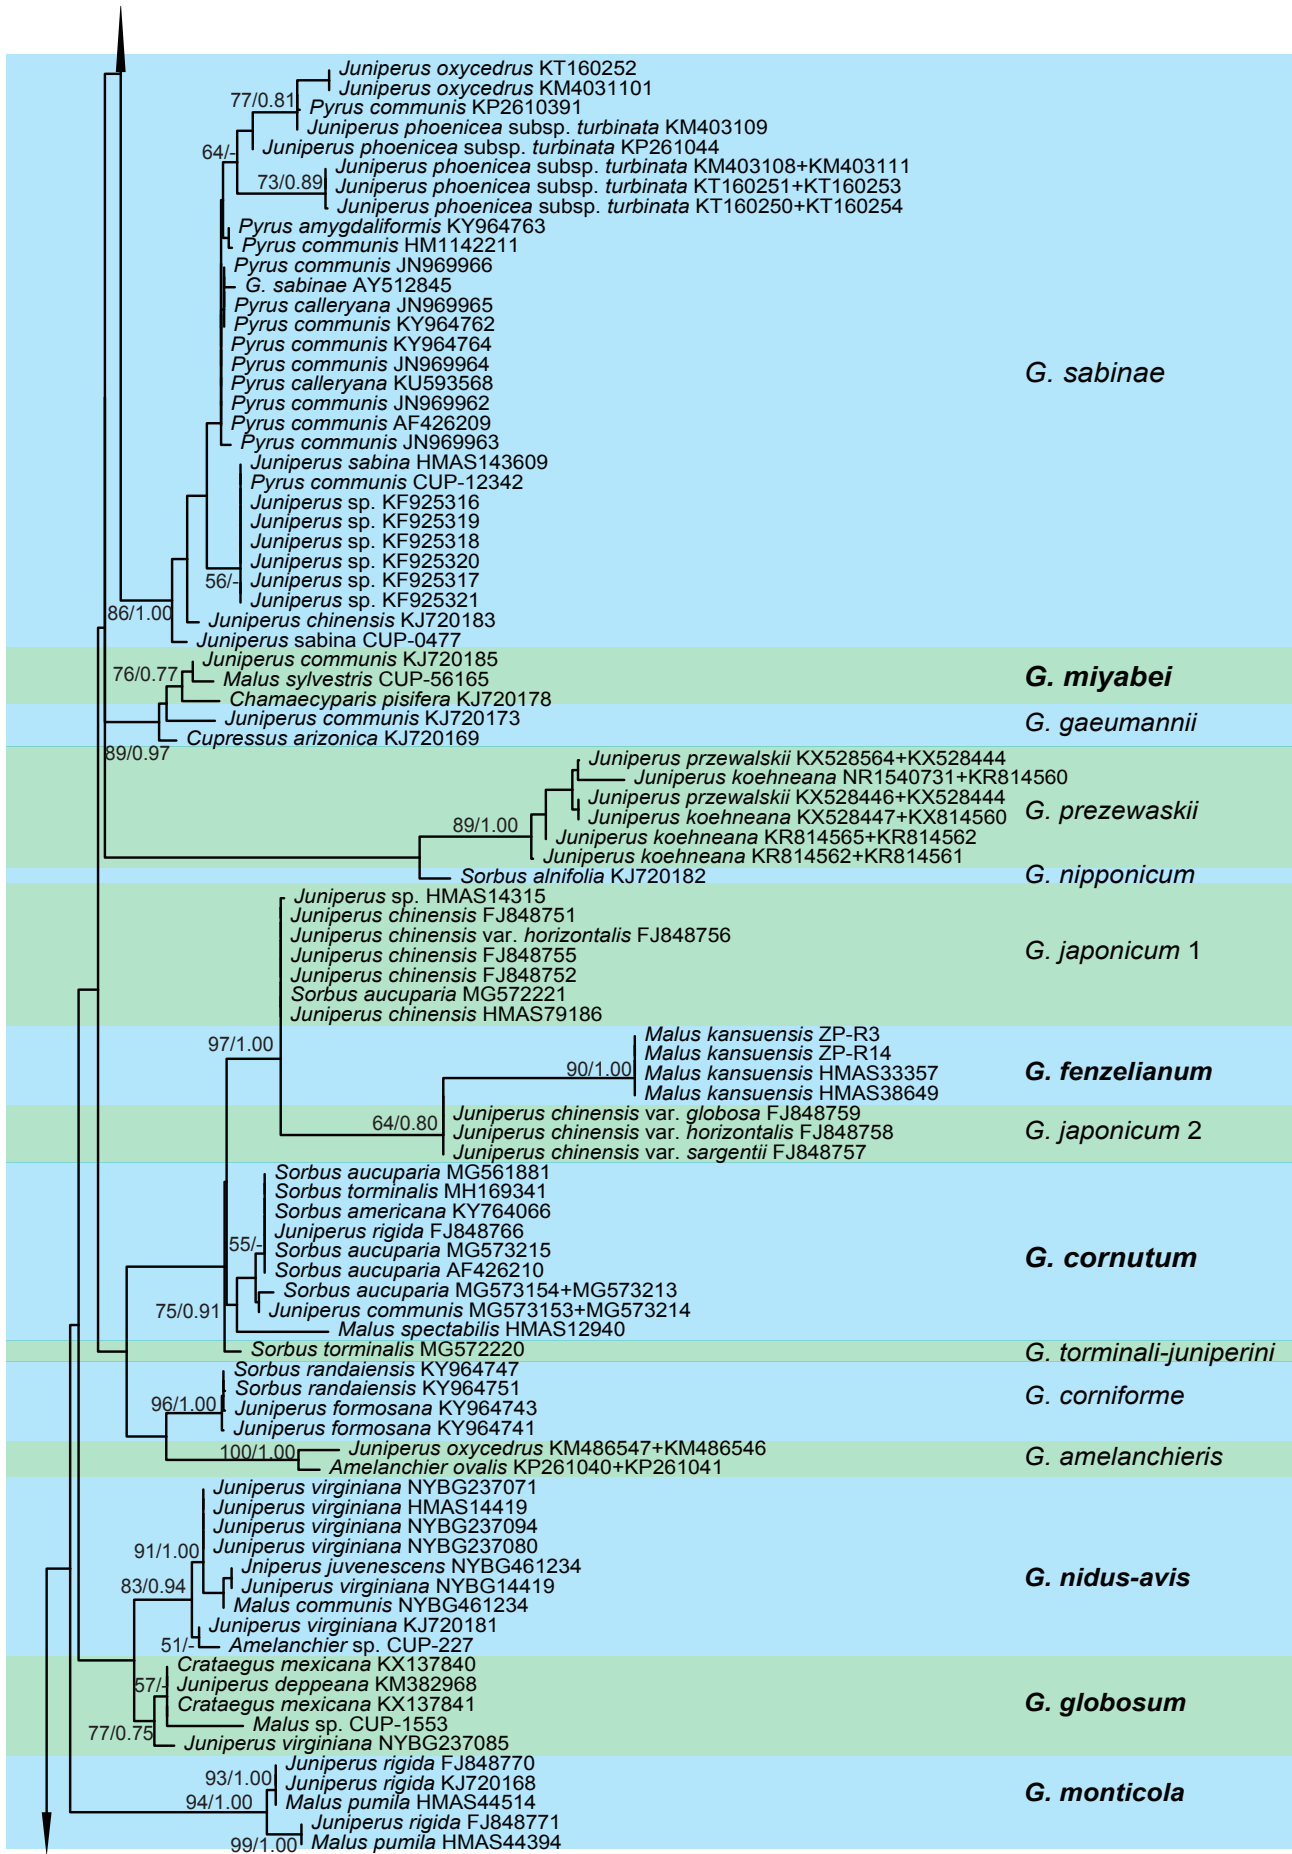 Juniperus oxycedrus KT160252
Juniperus oxycedrus KM4031101
77/0.81
Pyrus communis KP2610391
Juniperus phoenicea subsp. turbinata KM403109
Juniperus phoenicea subsp. turbinata KP261044
64/-
Juniperus phoenicea subsp. turbinata KM403108+KM403111
73/0.89
Juniperus phoenicea subsp. turbinata KT160251+KT160253
Juniperus phoenicea subsp. turbinata KT160250+KT160254
Pyrus amygdaliformis KY964763
Pyrus communis HM1142211
Pyrus communis JN969966
G. sabinae AY512845
Pyrus calleryana JN969965
Pyrus communis KY964762
Pyrus communis KY964764
Pyrus communis JN969964
G. sabinae
Pyrus calleryana KU593568
Pyrus communis JN969962
Pyrus communis AF426209
Pyrus communis JN969963
Juniperus sabina HMAS143609
Pyrus communis CUP-12342
Juniperus sp. KF925316
Juniperus sp. KF925319
Juniperus sp. KF925318
Juniperus sp. KF925320
56/-
Juniperus sp. KF925317
Juniperus sp. KF925321
86/1.00
Juniperus chinensis KJ720183
Juniperus sabina CUP-0477
Juniperus communis KJ720185
76/0.77
Malus sylvestris CUP-56165
G. miyabei
Chamaecyparis pisifera KJ720178
Juniperus communis KJ720173
G. gaeumannii
Cupressus arizonica KJ720169
89/0.97
Juniperus przewalskii KX528564+KX528444
Juniperus koehneana NR1540731+KR814560
Juniperus przewalskii KX528446+KX528444
G. prezewaskii
Juniperus koehneana KX528447+KX814560
89/1.00
Juniperus koehneana KR814565+KR814562
Juniperus koehneana KR814562+KR814561
Sorbus alnifolia KJ720182
G. nipponicum
Juniperus sp. HMAS14315
Juniperus chinensis FJ848751
Juniperus chinensis var. horizontalis FJ848756
G. japonicum 1
Juniperus chinensis FJ848755
Juniperus chinensis FJ848752
Sorbus aucuparia MG572221
Juniperus chinensis HMAS79186
Malus kansuensis ZP-R3
97/1.00
Malus kansuensis ZP-R14
90/1.00
Malus kansuensis HMAS33357
G. fenzelianum
Malus kansuensis HMAS38649
Juniperus chinensis var. globosa FJ848759
64/0.80
Juniperus chinensis var. horizontalis FJ848758
G. japonicum 2
Juniperus chinensis var. sargentii FJ848757
Sorbus aucuparia MG561881
Sorbus torminalis MH169341
Sorbus americana KY764066
Juniperus rigida FJ848766
55/-
Sorbus aucuparia MG573215
G. cornutum
Sorbus aucuparia AF426210
Sorbus aucuparia MG573154+MG573213
75/0.91
Juniperus communis MG573153+MG573214
Malus spectabilis HMAS12940
Sorbus torminalis MG572220
G. torminali-juniperini
Sorbus randaiensis KY964747
Sorbus randaiensis KY964751
G. corniforme
96/1.00
Juniperus formosana KY964743
Juniperus formosana KY964741
100/1.00
Juniperus oxycedrus KM486547+KM486546
G. amelanchieris
Amelanchier ovalis KP261040+KP261041
Juniperus virginiana NYBG237071
Juniperus virginiana HMAS14419
Juniperus virginiana NYBG237094
91/1.00
Juniperus virginiana NYBG237080
Jniperus juvenescens NYBG461234
G. nidus-avis
83/0.94
Juniperus virginiana NYBG14419
Malus communis NYBG461234
Juniperus virginiana KJ720181
51/-
Amelanchier sp. CUP-227
Crataegus mexicana KX137840
57/-
Juniperus deppeana KM382968
Crataegus mexicana KX137841
G. globosum
Malus sp. CUP-1553
77/0.75
Juniperus virginiana NYBG237085
Juniperus rigida FJ848770
93/1.00
Juniperus rigida KJ720168
G. monticola
94/1.00
Malus pumila HMAS44514
Juniperus rigida FJ848771
99/1.00
Malus pumila HMAS44394